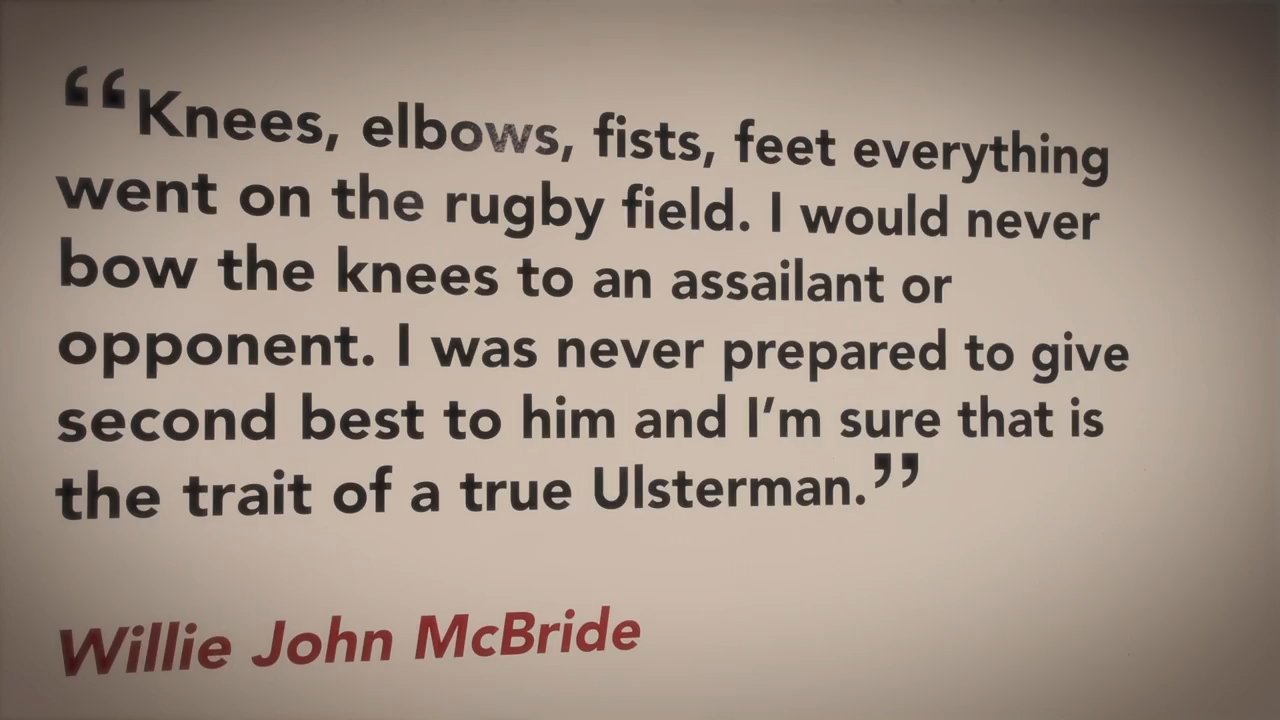 “Knees, elbows, fists, feet everything
went on the rugby field. I would never
bow the knees to an assailant or
opponent. I was never prepared to give
second best to him and I’m sure that is
the trait of a true Ulsterman.”
Willie John McBride